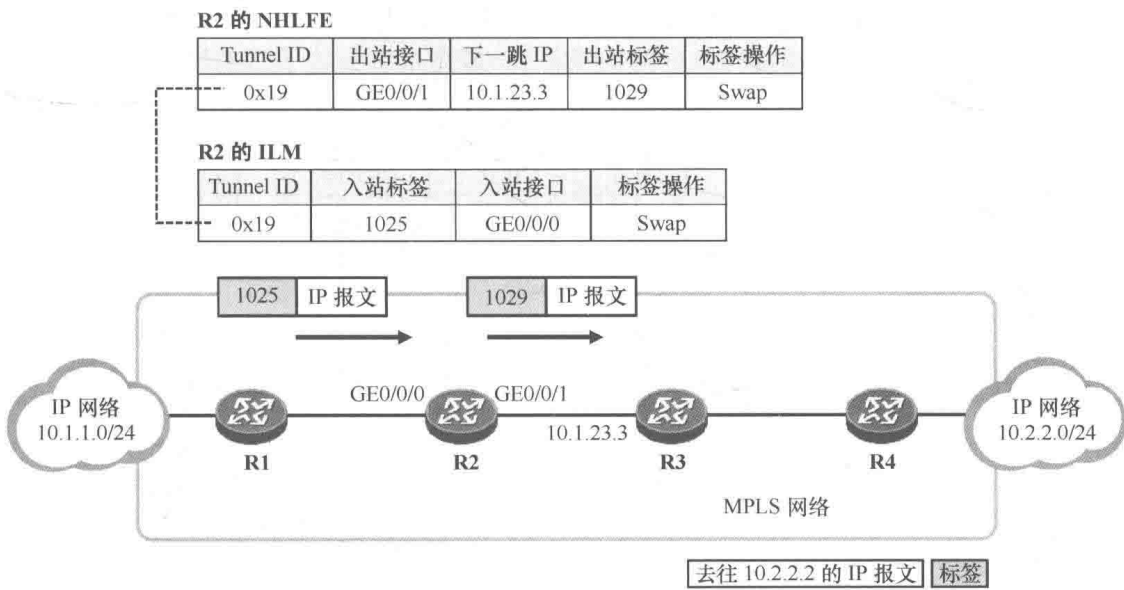 R2 的 NHLFE
Tunnel ID 出站接口 下一跳 IP 出站标签 标签操作
0x19 GE0/0/1 10.1.23.3 1029 Swap
R2 的 ILM
Tunnel ID 入站标签 入站接口 标签操作
0x19 1025 GE0/0/0 Swap
1025 IP 报文 1029 IP 报文
GE0/0/0 GE0/0/1
IP 网络
10.1.1.0/24
10.1.23.3
IP 网络
10.2.2.0/24
R1 R2 R3 R4
MPLS 网络
去往 10.2.2.2 的 IP 报文 标签